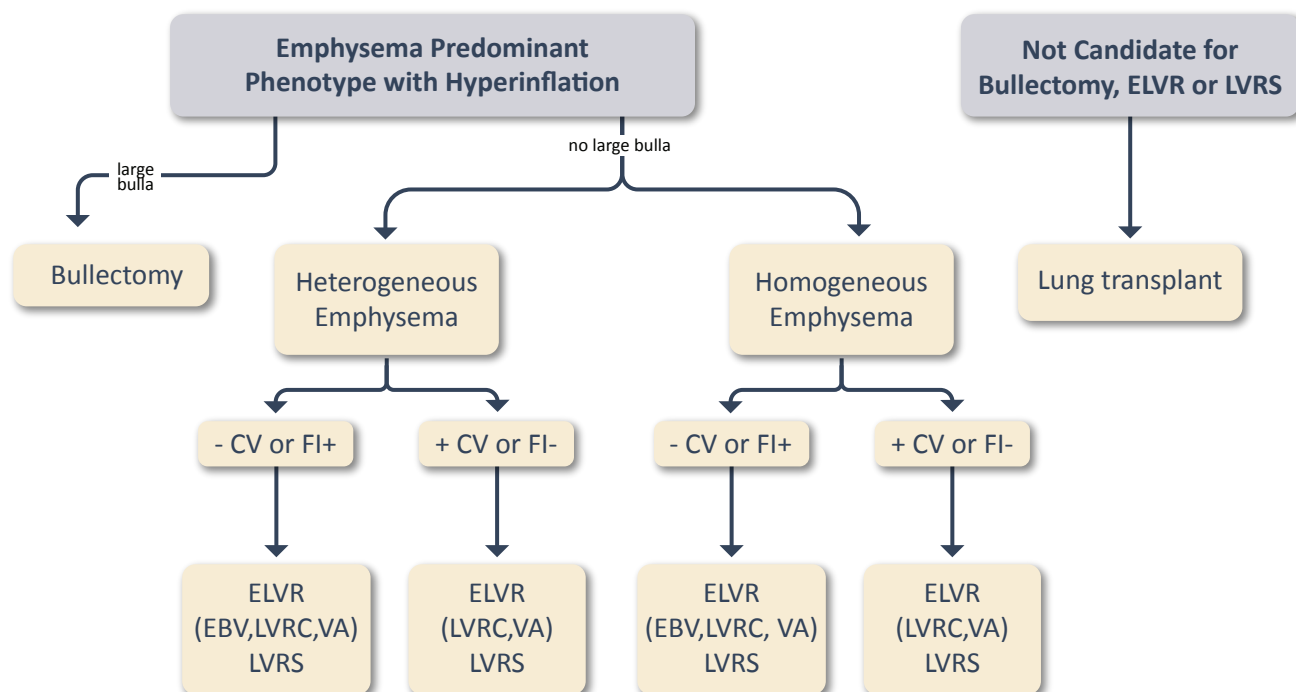 Emphysema Predominant
Phenotype with Hyperinflation
Not Candidate for
Bullectomy, ELVR or LVRS
large
bulla
no large bulla
Bullectomy
Heterogeneous
Emphysema
Homogeneous
Emphysema
Lung transplant
- CV or FI+
+ CV or FI-
- CV or FI+
+ CV or FI-
ELVR
(EBV,LVRC,VA)
LVRS
ELVR
(LVRC,VA)
LVRS
ELVR
(EBV,LVRC, VA)
LVRS
ELVR
(LVRC,VA)
LVRS